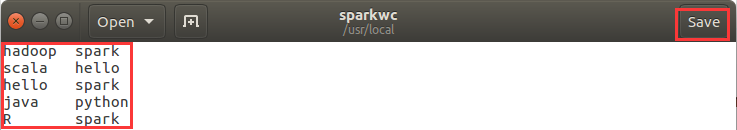 Open
sparkwc
/usr/local
Save
hadoop spark
scala hello
hello spark
java python
R spark